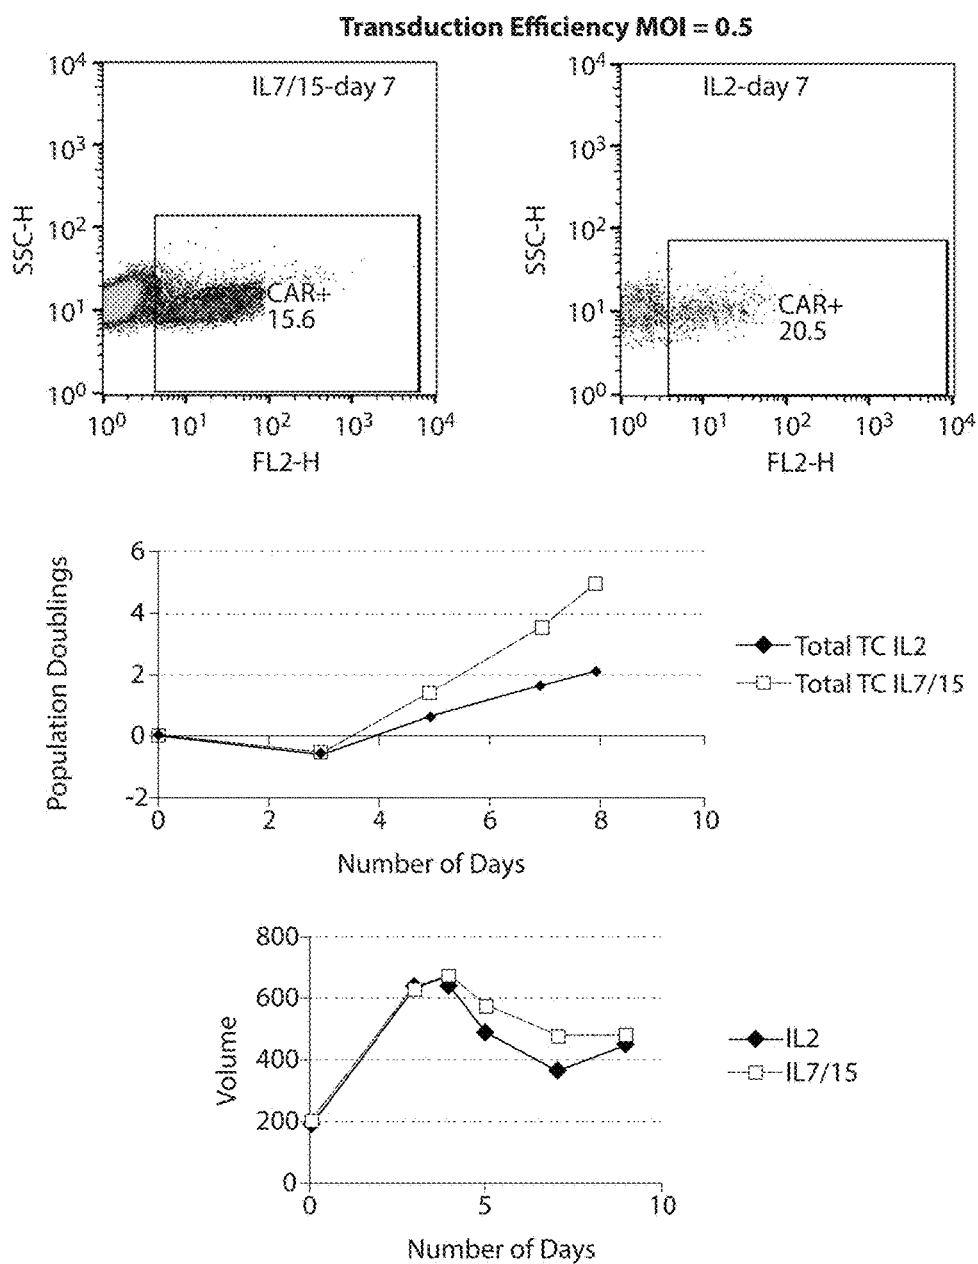 Transduction Efficiency MOI = 0.5
IL7/15-day 7
10⁴
10³
10²
10¹
10⁰
SSC-H
CAR+
15.6
10⁰ 10¹ 10² 10³ 10⁴
FL2-H
IL2-day 7
10⁴
10³
10²
10¹
10⁰
SSC-H
CAR+
20.5
10⁰ 10¹ 10² 10³ 10⁴
FL2-H
Population Doublings
6
4
2
0
-2
0 2 4 6 8 10
Number of Days
Total TC IL2
Total TC IL7/15
Volume
800
600
400
200
0
0 5 10
Number of Days
IL2
IL7/15